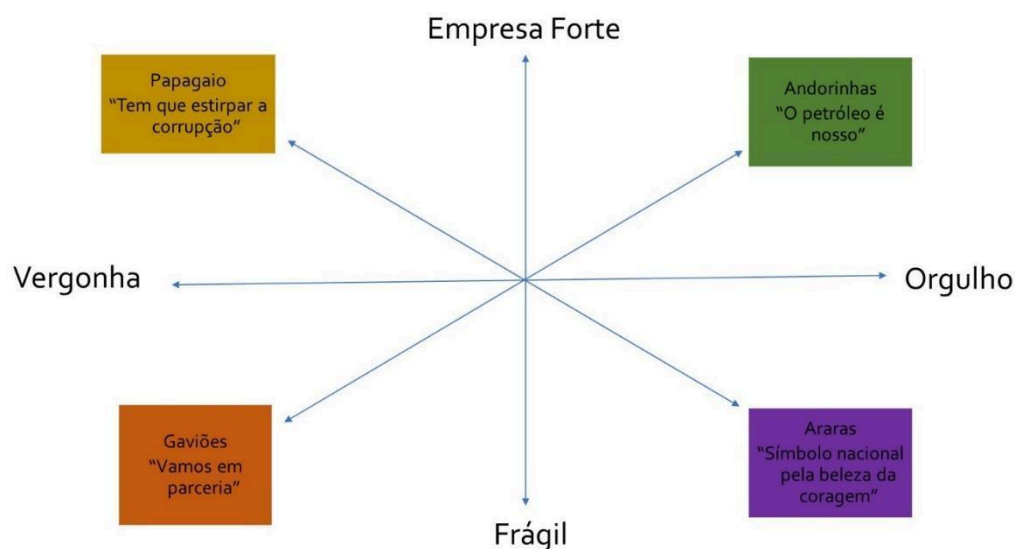 Empresa Forte
Papagaio
"Tem que estirpar a
corrupção"
Andorinhas
"O petróleo é
nosso"
Vergonha
Orgulho
Gaviões
"Vamos em
parceria"
Araras
"Símbolo nacional
pela beleza da
coragem"
Frágil